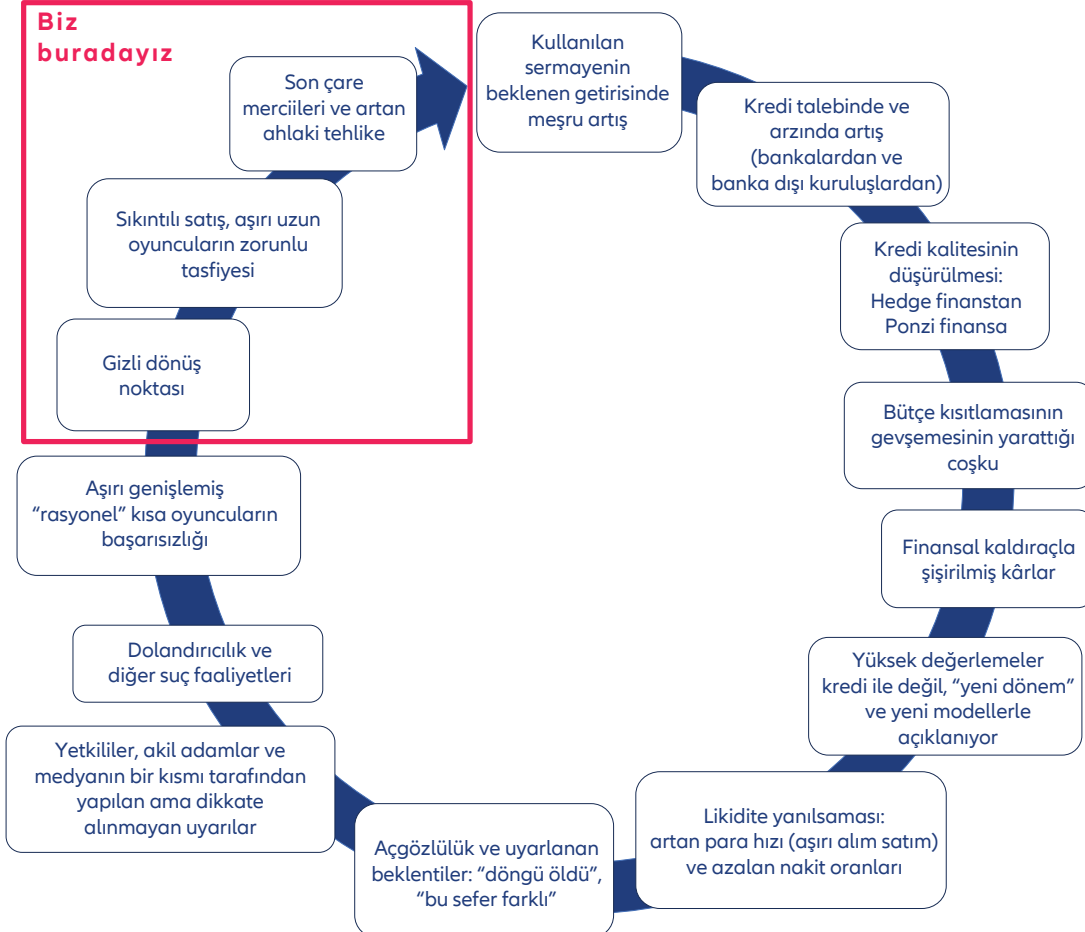 Biz
buradayız
Son çare
merciileri ve artan
ahlaki tehlike
Kullanılan
sermayenin
beklenen getirisinde
meşru artış
Kredi talebinde ve
arzında artış
(bankalardan ve
banka dışı kuruluşlardan)
Sıkıntılı satış, aşırı uzun
oyuncuların zorunlu
tasfiyesi
Kredi kalitesinin
düşürülmesi:
Hedge finanstan
Ponzi finansa
Gizli dönüş
noktası
Bütçe kısıtlamasının
gevşemesinin yarattığı
coşku
Aşırı genişlemiş
“rasyonel” kısa oyuncuların
başarısızlığı
Finansal kaldıraçla
şişirilmiş kârlar
Dolandırıcılık ve
diğer suç faaliyetleri
Yüksek değerlemeler
kredi ile değil, “yeni dönem”
ve yeni modellerle
açıklanıyor
Yetkililer, akil adamlar ve
medyanın bir kısmı tarafından
yapılan ama dikkate
alınmayan uyarılar
Likidite yanılsaması:
artan para hızı (aşırı alım satım)
ve azalan nakit oranları
Açgözlülük ve uyarlanan
beklentiler: “döngü öldü”,
“bu sefer farklı”